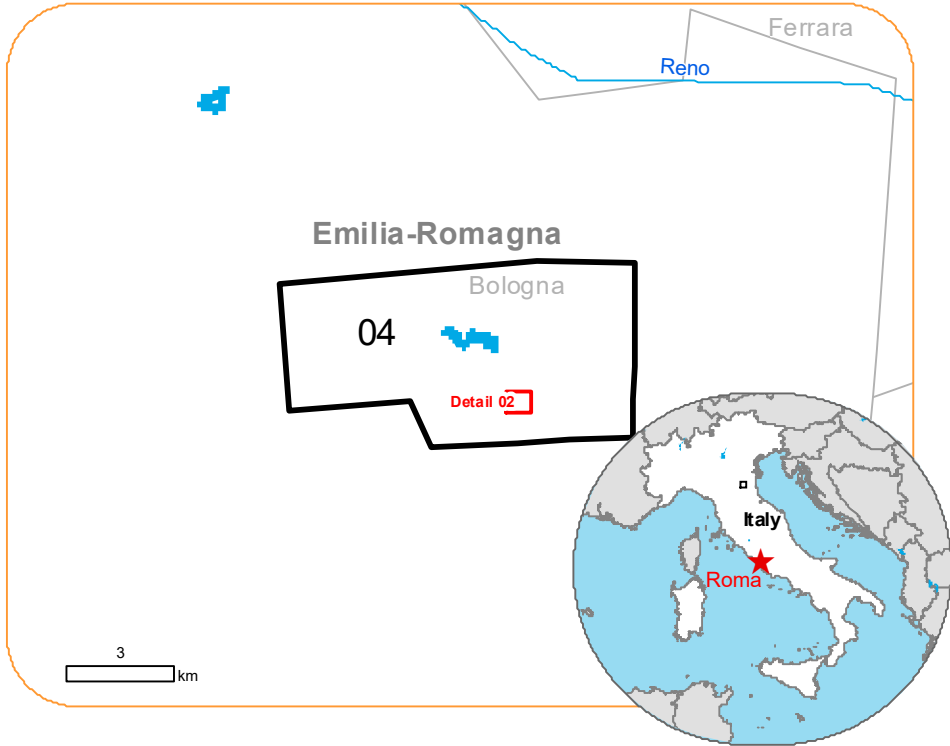 Ferrara
Reno
Emilia-Romagna
Bologna
04
Detail 02
Italy
Roma
3
km